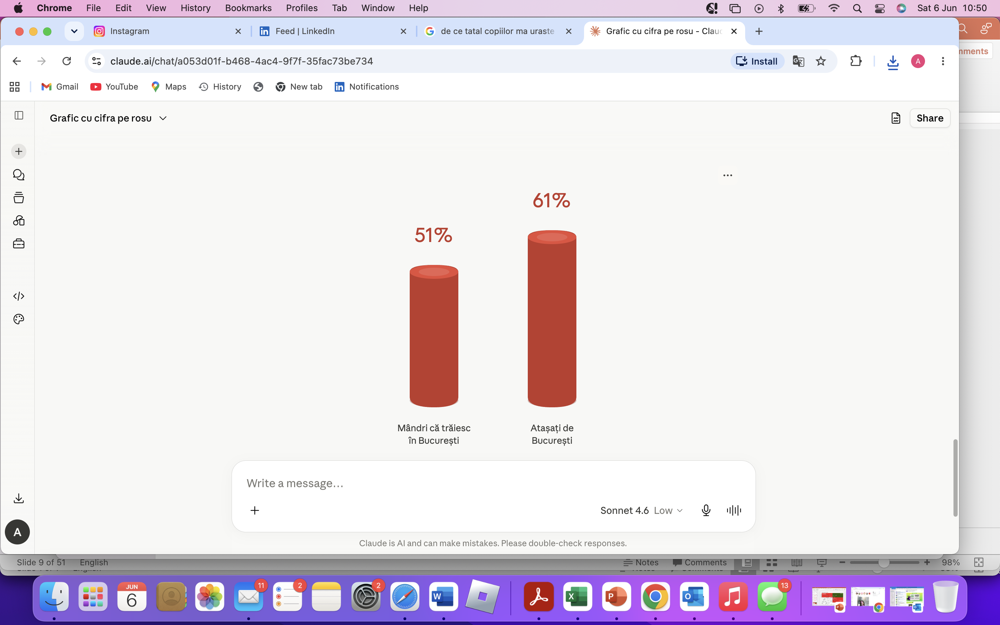 Chrome File Edit View History Bookmarks Profiles Tab Window Help Sat 6 Jun 10:50
Instagram
Feed | LinkedIn
de ce tatal copiilor ma uraste
Grafic cu cifra pe rosu - Clauc
claude.ai/chat/a053d01f-b468-4ac4-9f7f-35fac73be734
Install
A
Gmail YouTube Maps History New tab Notifications
Grafic cu cifra pe rosu
Share
61%
51%
Mândri că trăiesc
în București
Atașați de
București
Write a message...
Sonnet 4.6 Low
Claude is AI and can make mistakes. Please double-check responses.
A
Slide 9 of 51 English Notes Comments 98%
JUN
6
11
2
2
13
W
X
P
O